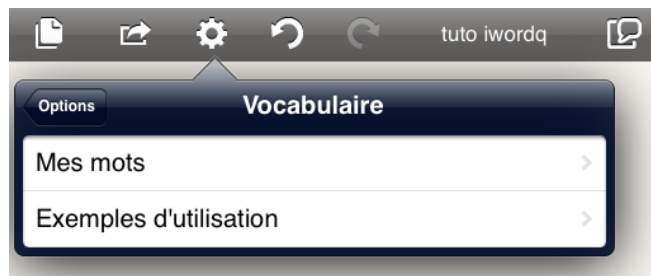 tuto iwordq
Options
Vocabulaire
Mes mots
Exemples d'utilisation